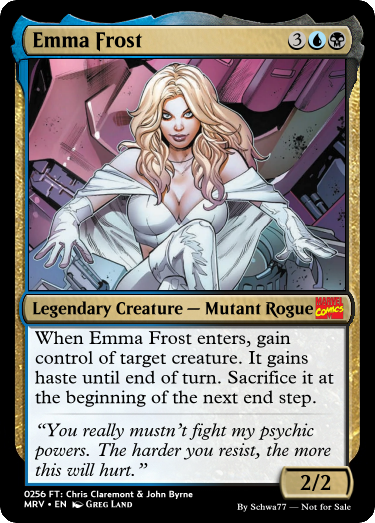 Emma Frost 3
Legendary Creature — Mutant Rogue MARVEL
COMICS
When Emma Frost enters, gain
control of target creature. It gains
haste until end of turn. Sacrifice it at
the beginning of the next end step.
“You really mustn’t fight my psychic
powers. The harder you resist, the more
this will hurt.”
2/2
0256 FT: Chris Claremont & John Byrne
MRV • EN Greg Land
By Schwa77 — Not for Sale